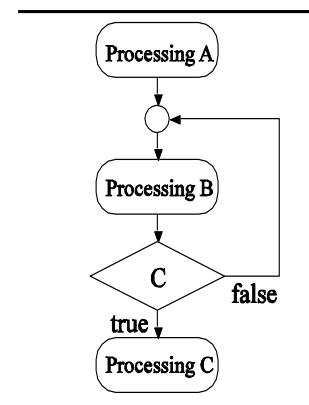 Processing A
Processing B
C
false
true
Processing C